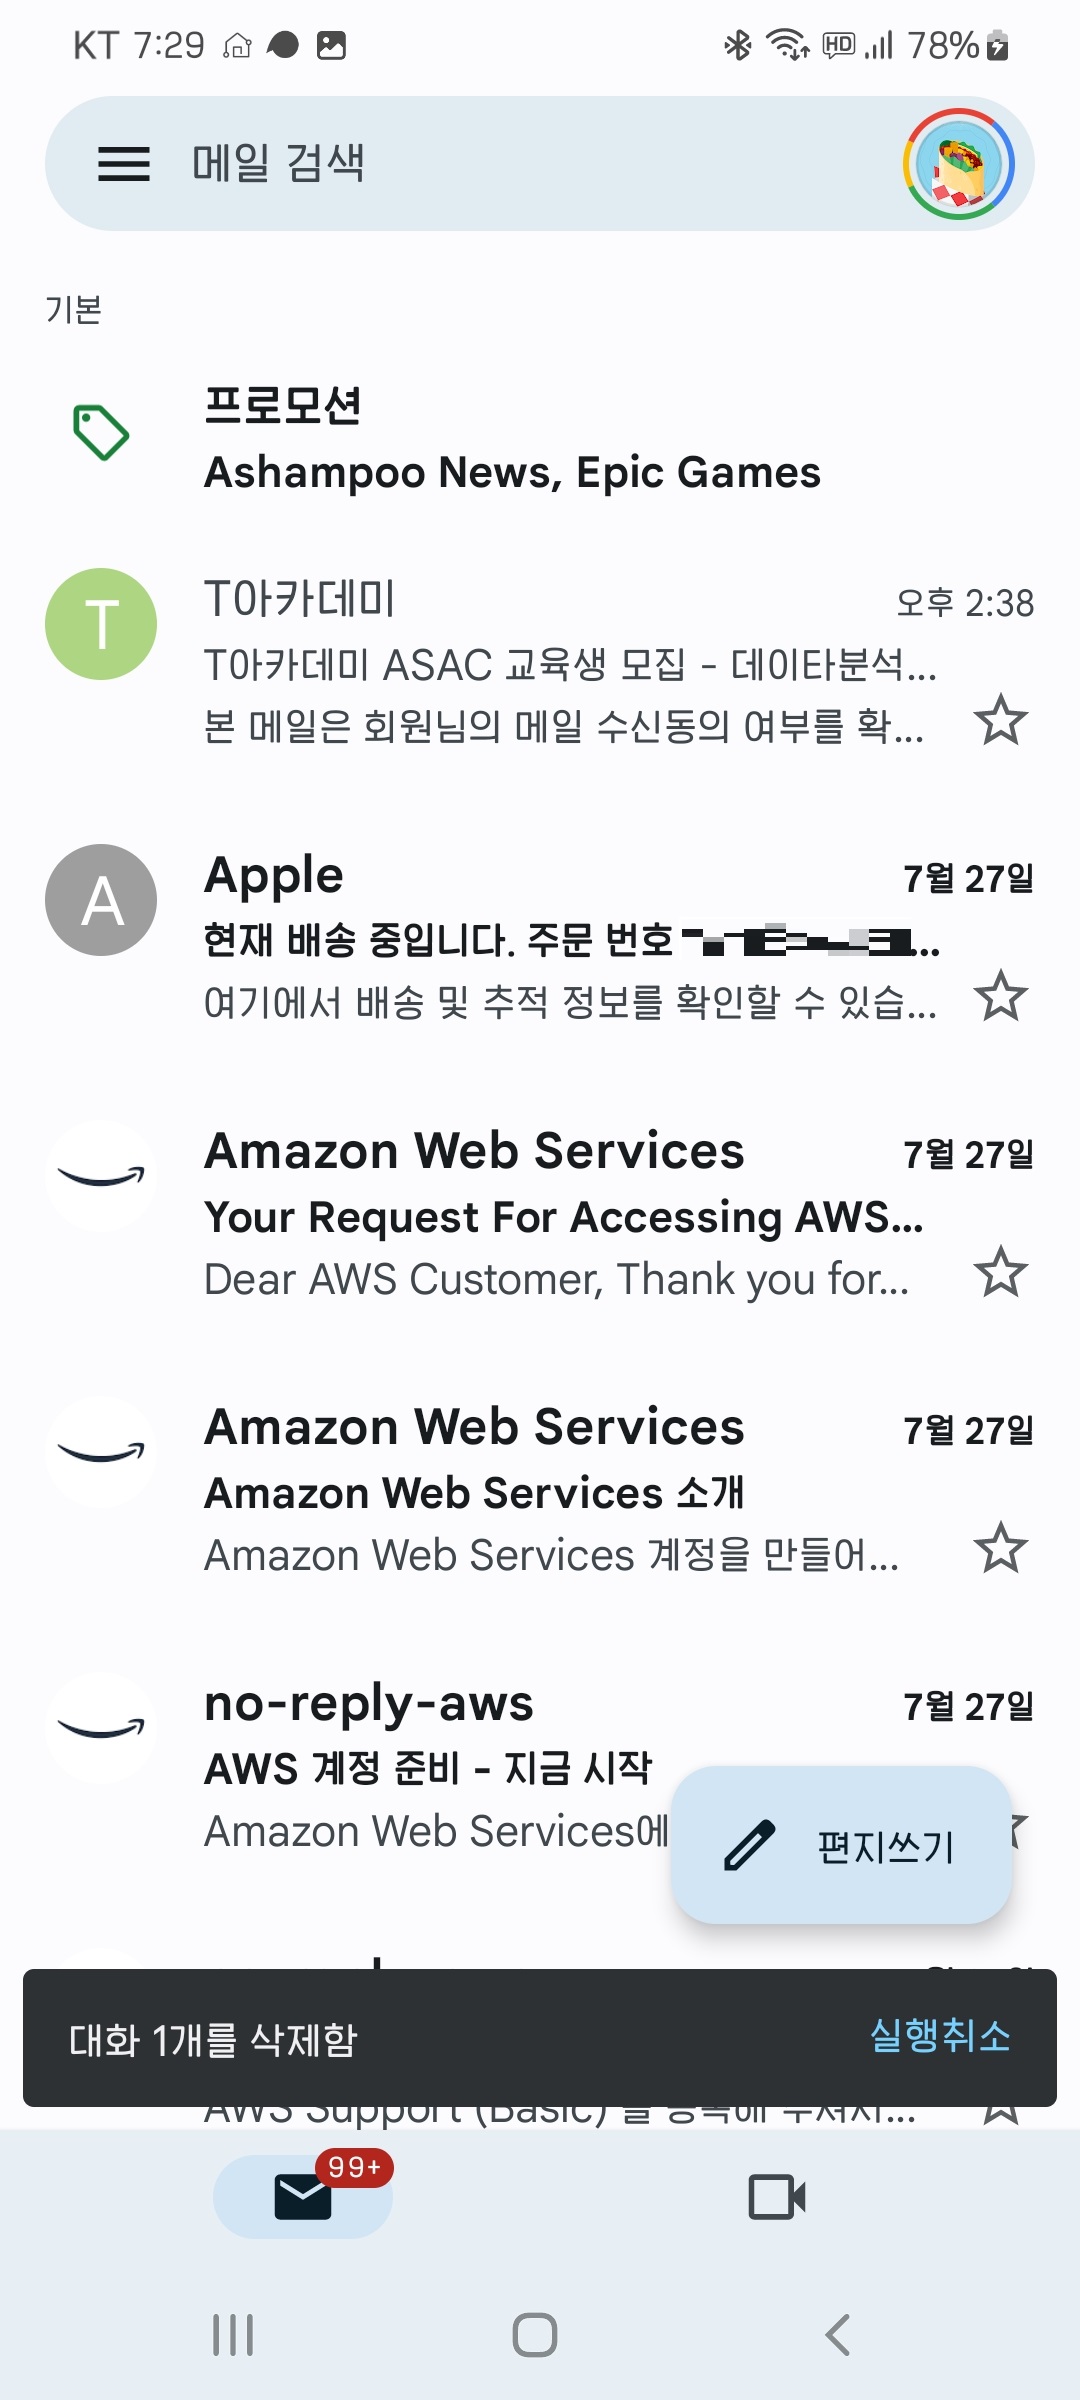 KT 7:29
HD 78%
메일 검색
기본
프로모션
Ashampoo News, Epic Games
T
T아카데미
오후 2:38
T아카데미 ASAC 교육생 모집 - 데이타분석...
본 메일은 회원님의 메일 수신동의 여부를 확...
A
Apple
7월 27일
현재 배송 중입니다. 주문 번호 ...
여기에서 배송 및 추적 정보를 확인할 수 있습...
Amazon Web Services
7월 27일
Your Request For Accessing AWS...
Dear AWS Customer, Thank you for...
Amazon Web Services
7월 27일
Amazon Web Services 소개
Amazon Web Services 계정을 만들어...
no-reply-aws
7월 27일
AWS 계정 준비 - 지금 시작
Amazon Web Services에
편지쓰기
대화 1개를 삭제함
실행취소
AWS Support (Basic)
99+